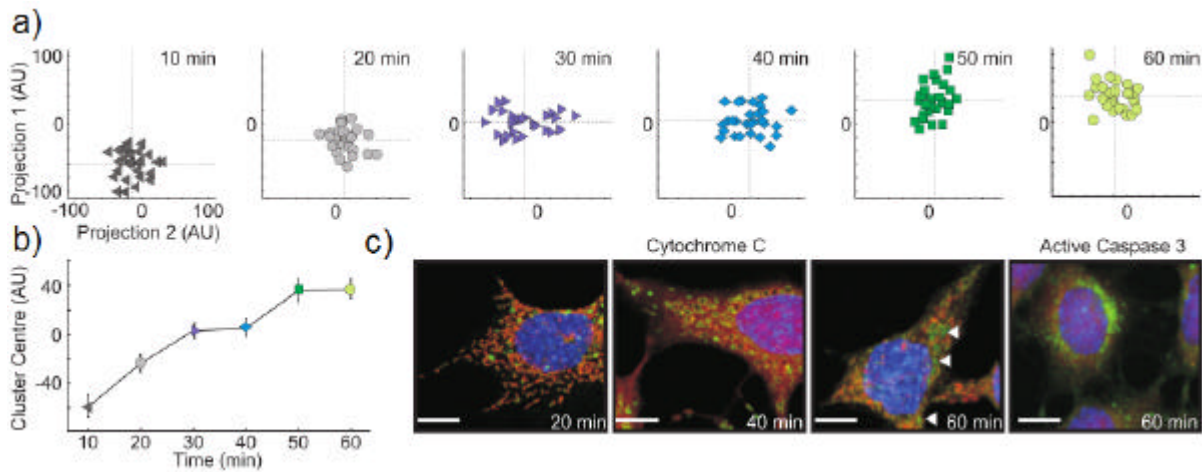 a)
100
10 min
20 min
30 min
40 min
50 min
60 min
Projection 1 (AU)
0
0
0
0
0
0
-100
-100
0
100
0
0
0
0
0
Projection 2 (AU)
b)
c)
Cytochrome C
Active Caspase 3
Cluster Centre (AU)
40
0
-40
20 min
40 min
60 min
60 min
10
20
30
40
50
60
Time (min)